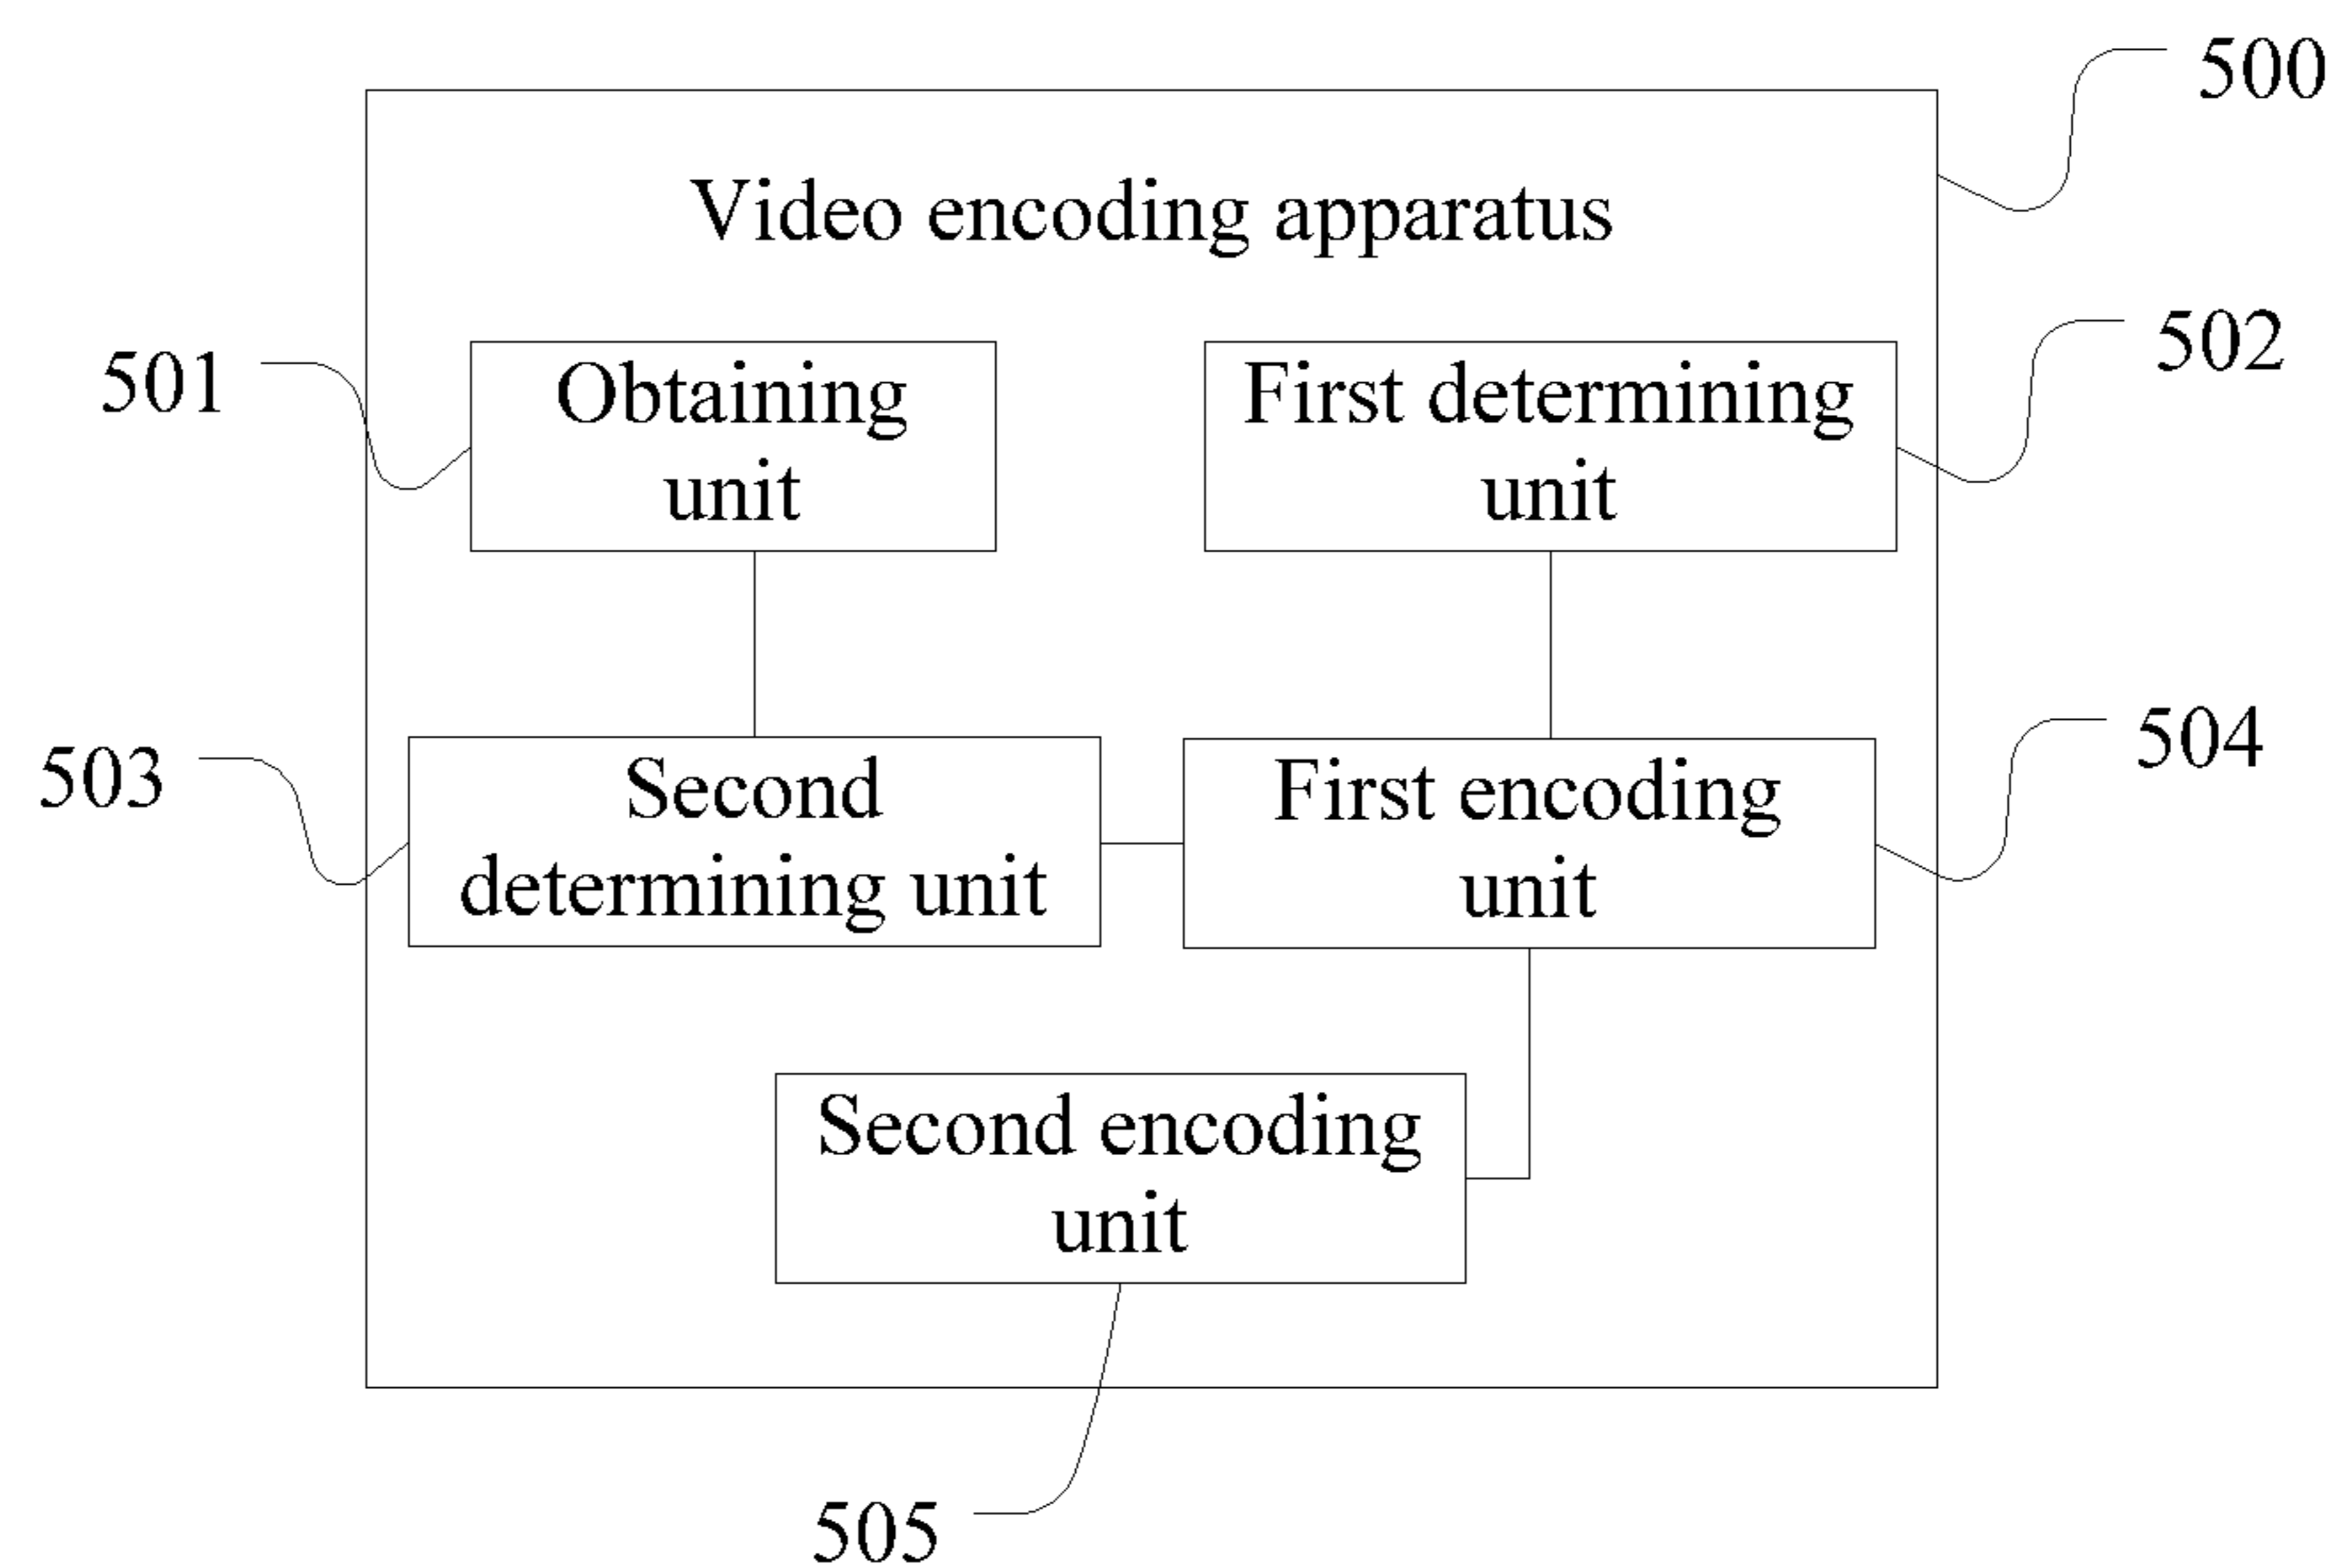 500
Video encoding apparatus
501
Obtaining
unit
First determining
unit
502
503
Second
determining unit
First encoding
unit
504
Second encoding
unit
505